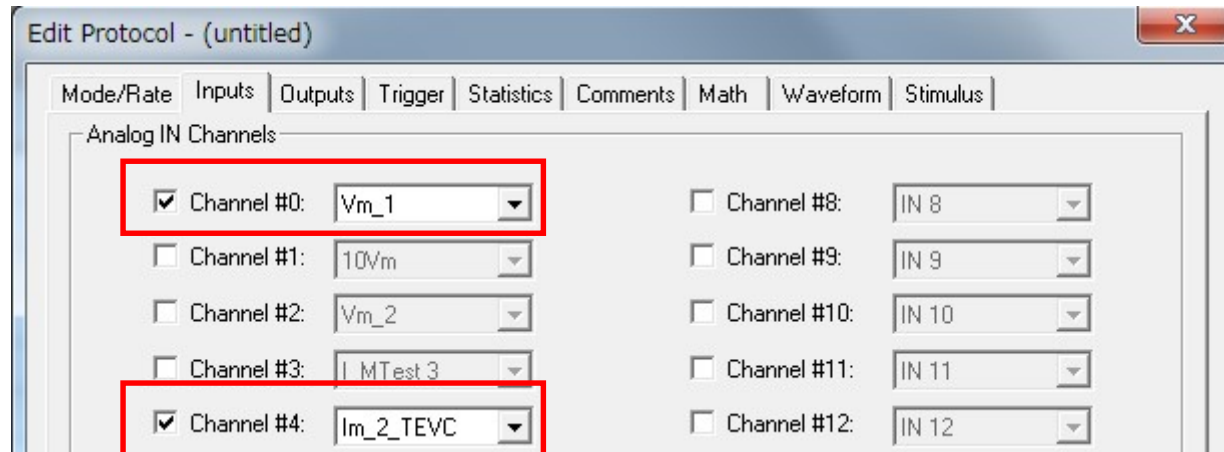 Edit Protocol - (untitled)
Mode/Rate Inputs Outputs Trigger Statistics Comments Math Waveform Stimulus
Analog IN Channels
Channel #0: Vm_1 Channel #8: IN 8
Channel #1: 10Vm Channel #9: IN 9
Channel #2: Vm_2 Channel #10: IN 10
Channel #3: I_MTest 3 Channel #11: IN 11
Channel #4: Im_2_TEVC Channel #12: IN 12